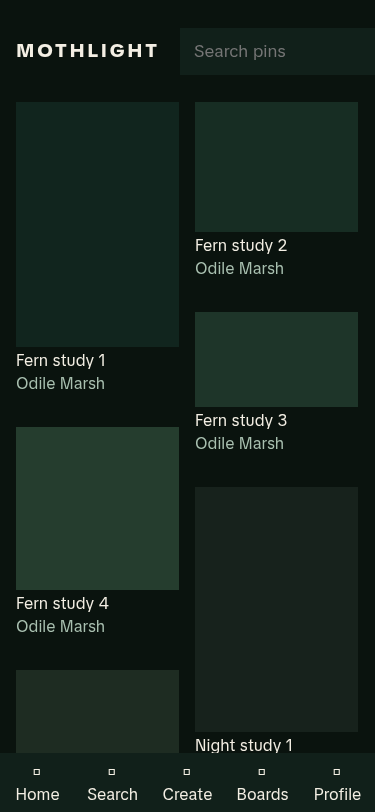 MOTHLIGHT
Search pins
Fern study 1
Odile Marsh
Fern study 2
Odile Marsh
Fern study 3
Odile Marsh
Fern study 4
Odile Marsh
Night study 1
Home
Search
Create
Boards
Profile